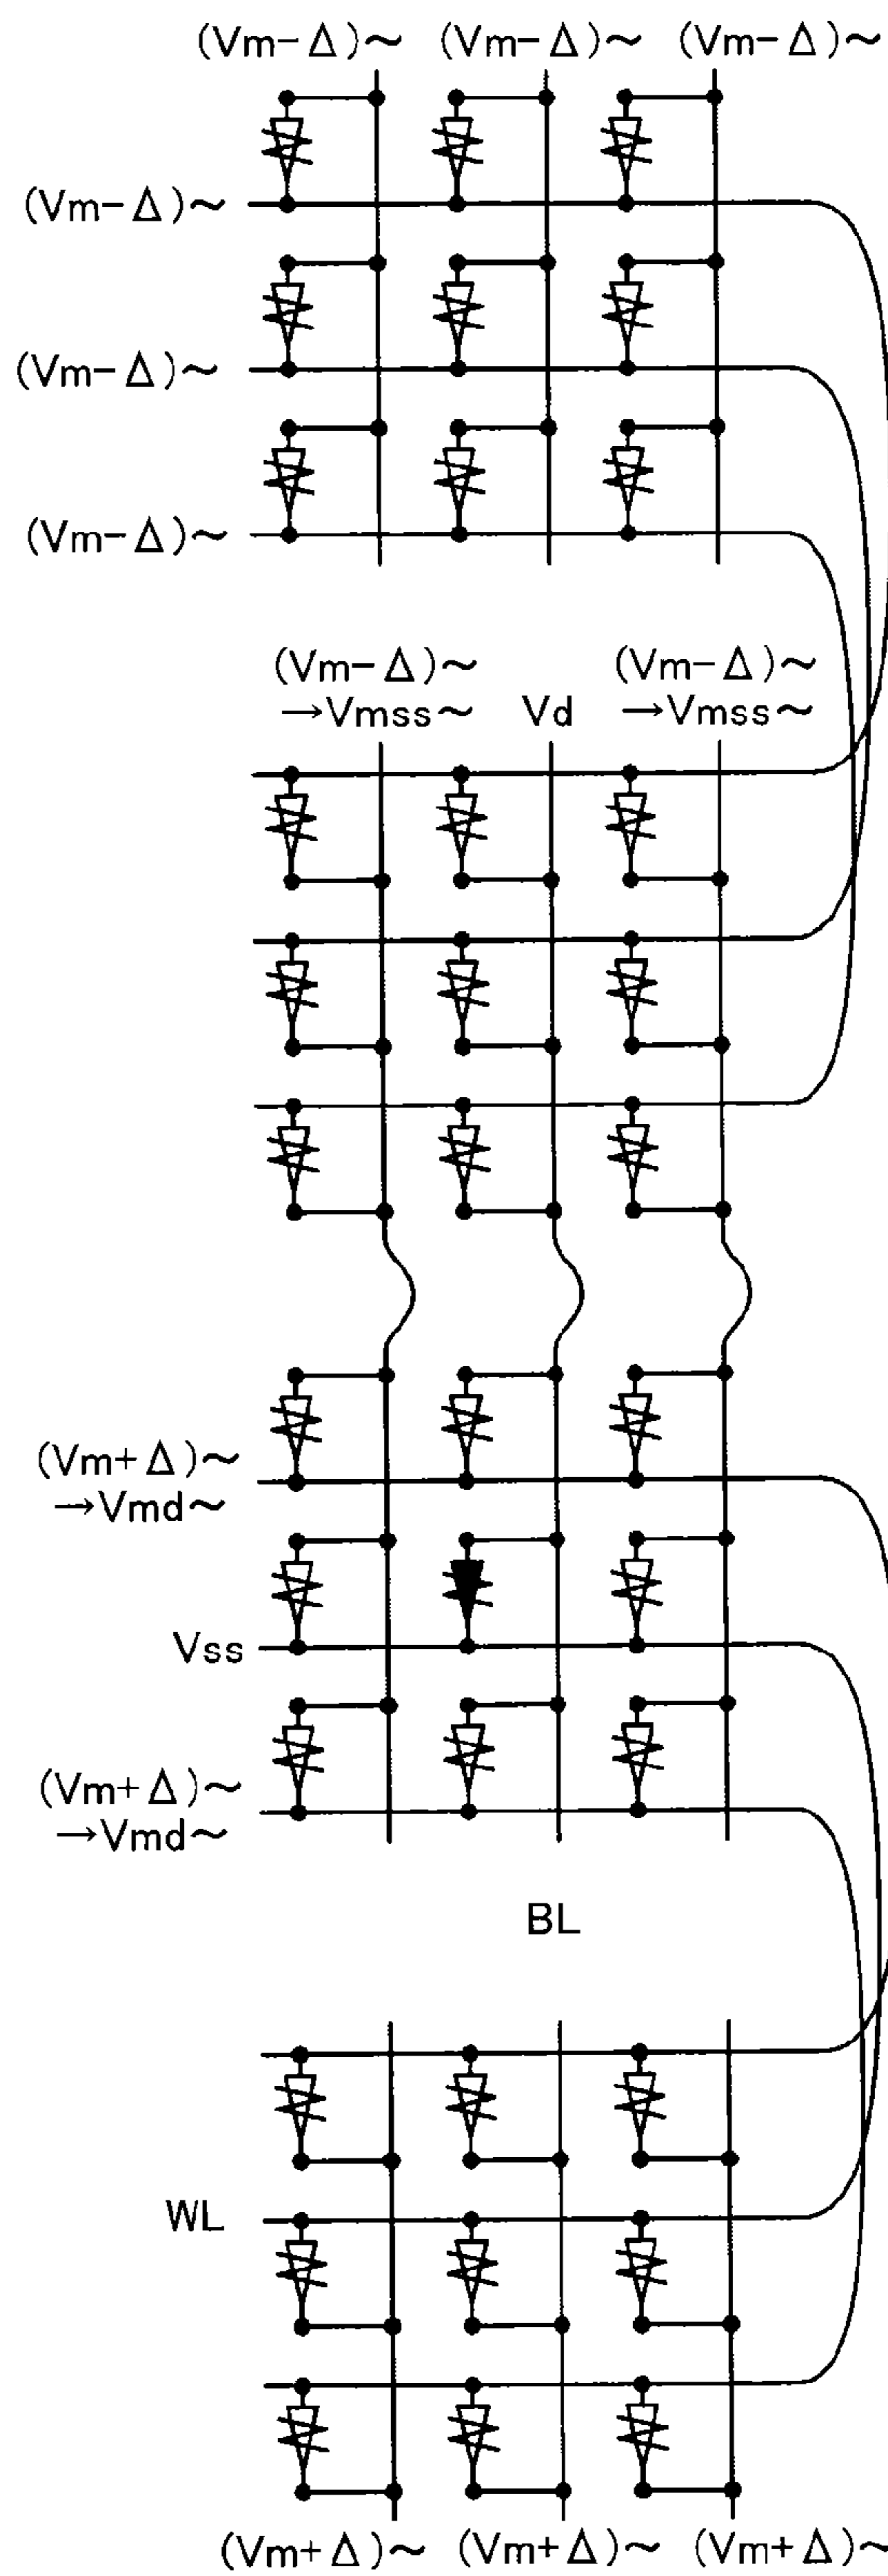 (Vm-Δ)~ (Vm-Δ)~ (Vm-Δ)~
(Vm-Δ)~
(Vm-Δ)~
(Vm-Δ)~
(Vm-Δ)~ (Vm-Δ)~
→Vmss~ Vd →Vmss~
(Vm+Δ)~
→Vmd~
Vss
(Vm+Δ)~
→Vmd~
BL
WL
(Vm+Δ)~ (Vm+Δ)~ (Vm+Δ)~